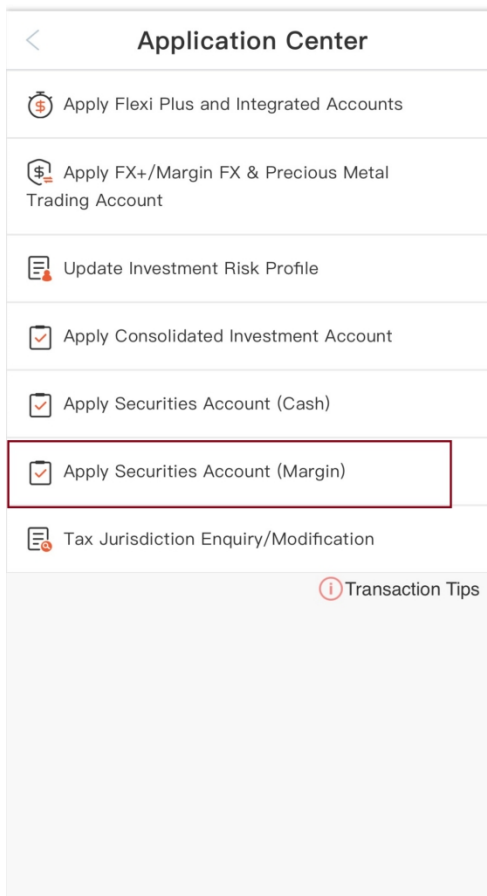 Application Center
Apply Flexi Plus and Integrated Accounts
Apply FX+/Margin FX & Precious Metal
Trading Account
Update Investment Risk Profile
Apply Consolidated Investment Account
Apply Securities Account (Cash)
Apply Securities Account (Margin)
Tax Jurisdiction Enquiry/Modification
Transaction Tips